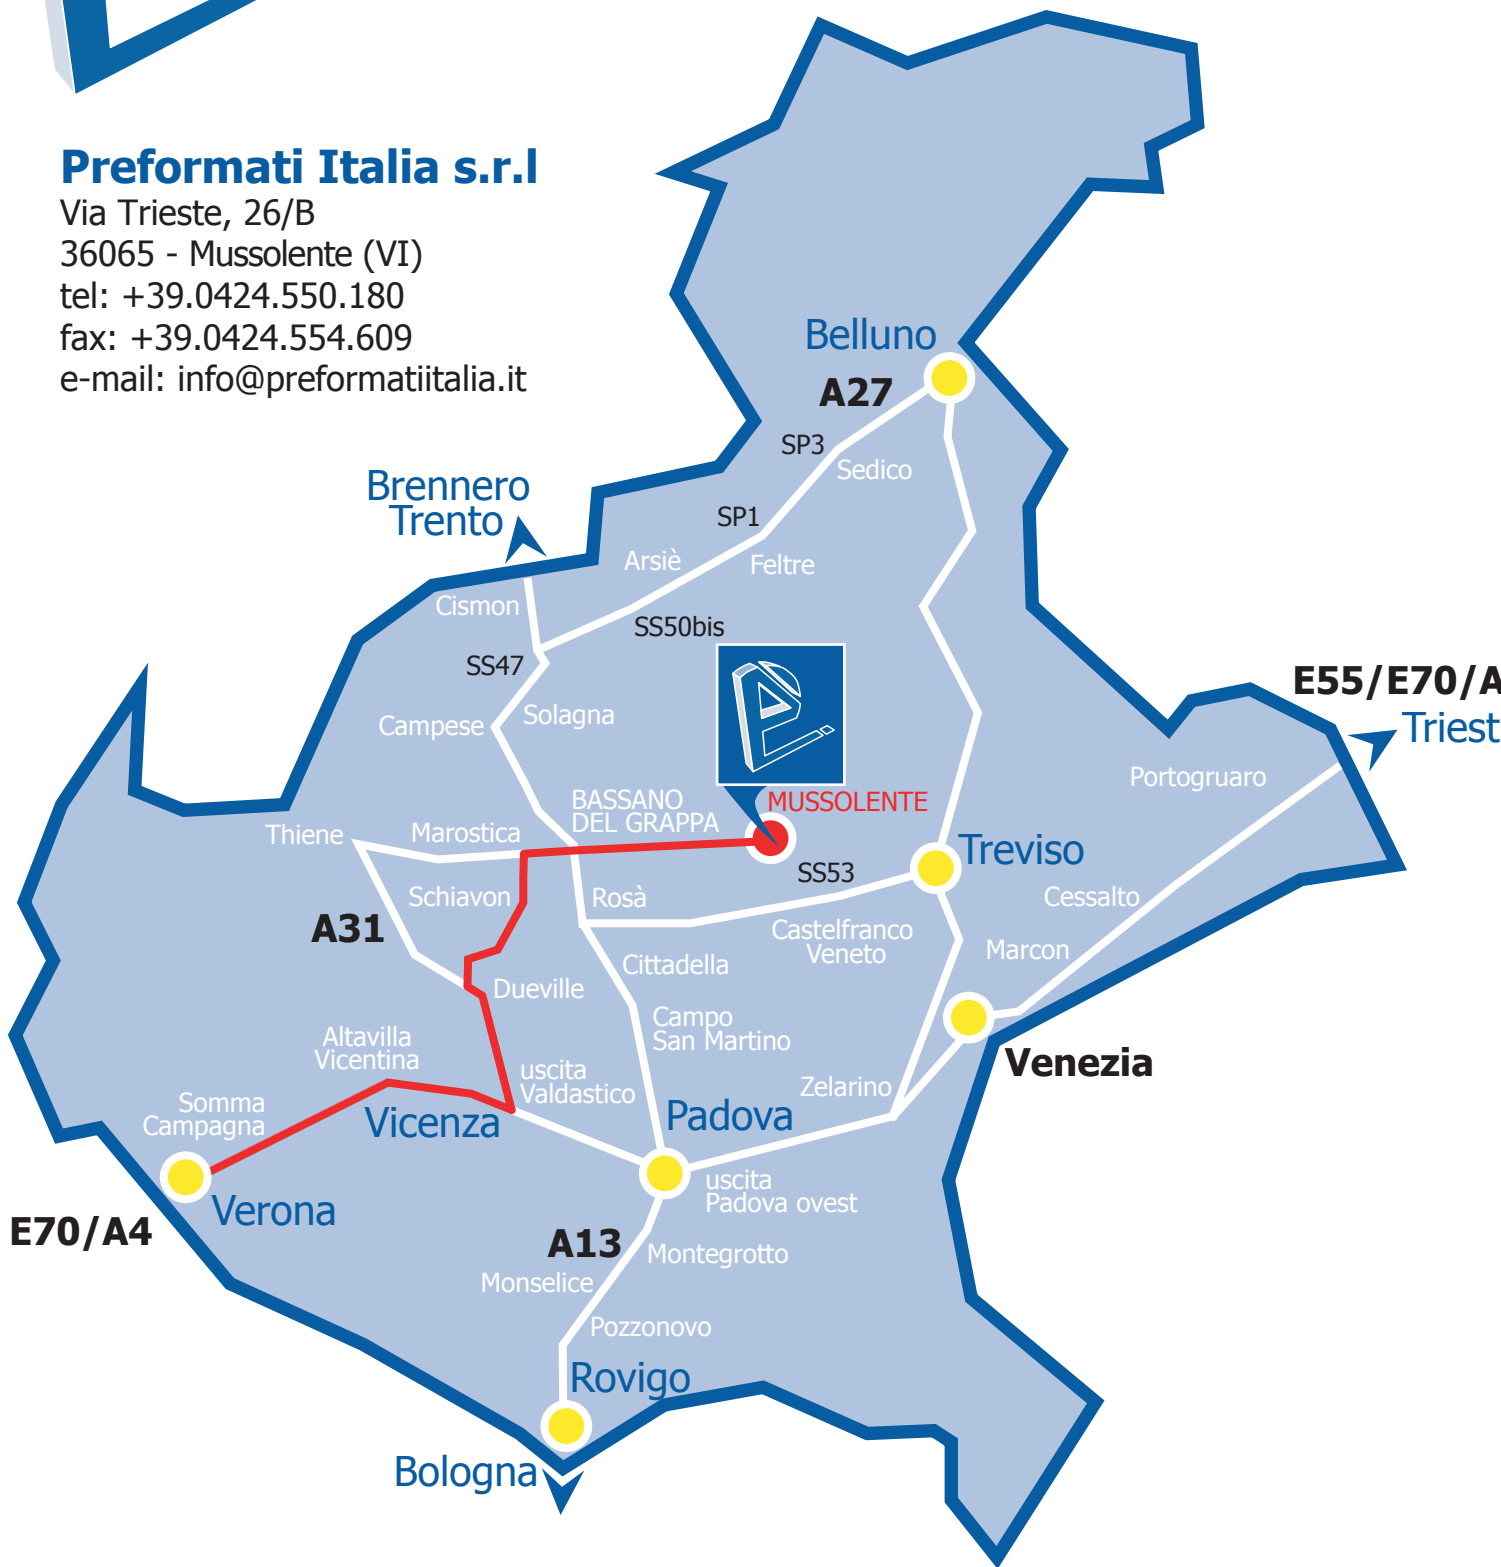 Preformati Italia s.r.l
Via Trieste, 26/B
36065 - Mussolente (VI)
tel: +39.0424.550.180
fax: +39.0424.554.609
e-mail: info@preformatiitalia.it
Belluno
A27
SP3
Sedico
Brennero
Trento
SP1
Arsiè
Feltre
Cismon
SS50bis
SS47
E55/E70/A
Triest
Solagna
Campese
Portogruaro
BASSANO
DEL GRAPPA
MUSSOLENTE
Thiene
Marostica
Treviso
SS53
Schiavon
Rosà
Cessalto
A31
Castelfranco
Veneto
Marcon
Cittadella
Dueville
Campo
San Martino
Altavilla
Vicentina
Venezia
uscita
Valdastico
Zelarino
Somma
Campagna
Vicenza
Padova
uscita
Padova ovest
Verona
E70/A4
A13
Montegrotto
Monselice
Pozzonovo
Rovigo
Bologna